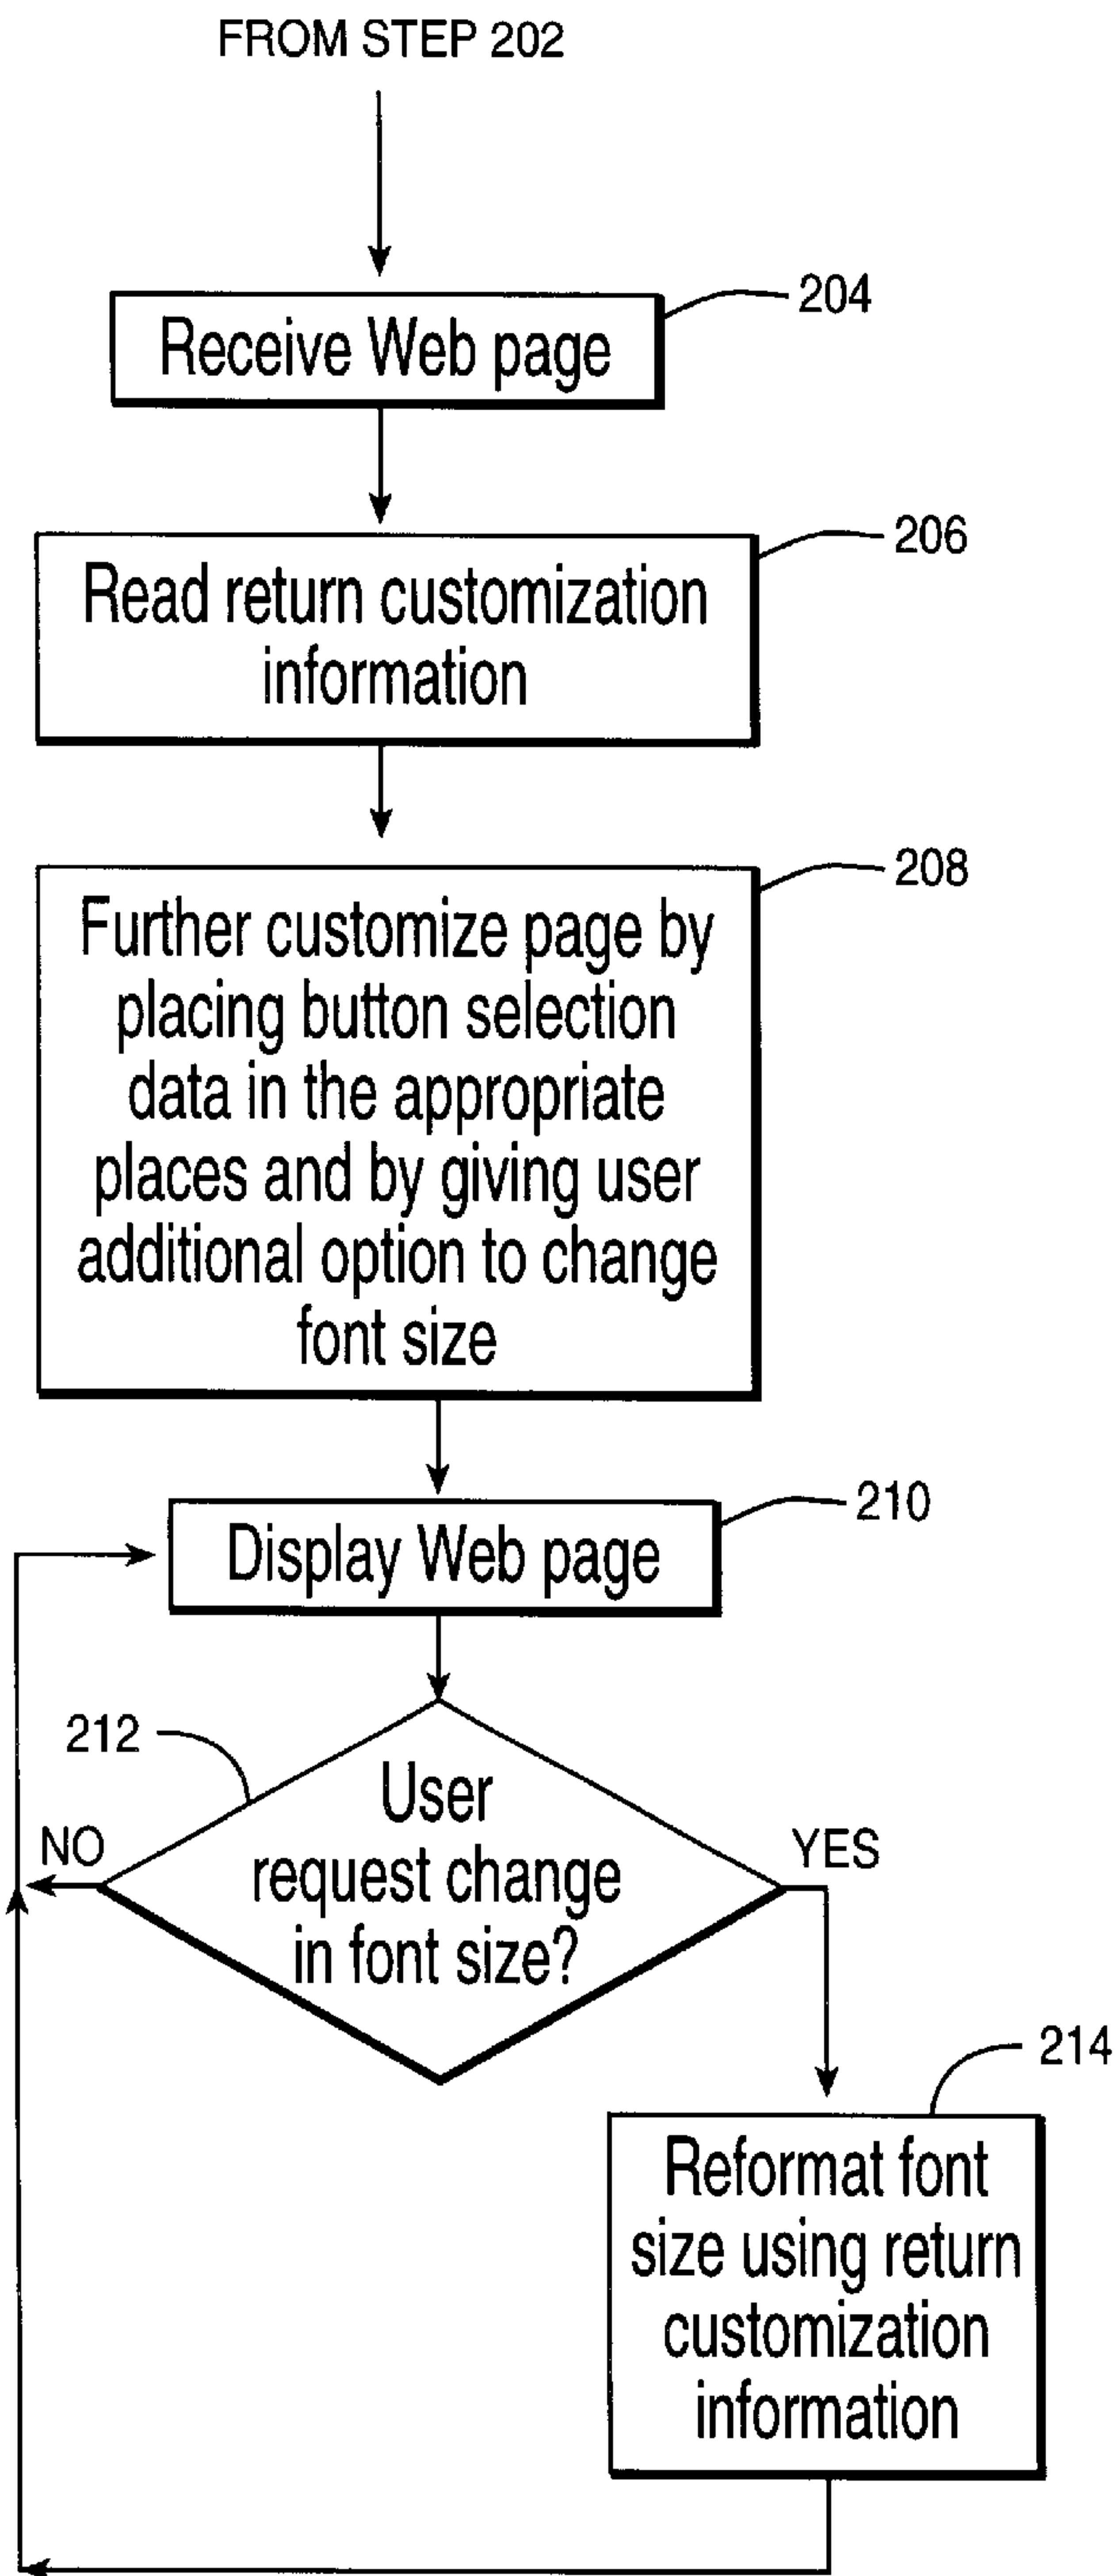 FROM STEP 202
204
Receive Web page
206
Read return customization
information
208
Further customize page by
placing button selection
data in the appropriate
places and by giving user
additional option to change
font size
210
Display Web page
212
User
request change
in font size?
NO
YES
214
Reformat font
size using return
customization
information